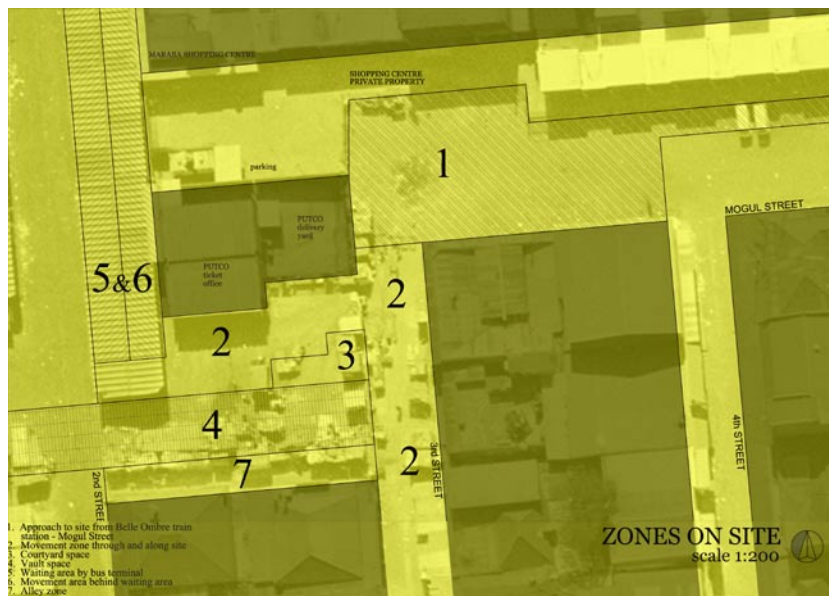 MARABA SHOPPING CENTRE
SHOPPING CENTRE
PRIVATE PROPERTY
parking
1
MOGUL STREET
PUTCO
delivery
yard
PUTCO
ticket
office
5&6
2
2
3
4
2
7
2ND STREE
3rd STREET
4th STREET
1. Approach to site from Belle Ombre train
station - Mogul Street
2. Movement zone through and along site
3. Courtyard space
4. Vault space
5. Waiting area by bus terminal
6. Movement area behind waiting area
7. Alley zone
ZONES ON SITE
scale 1:200